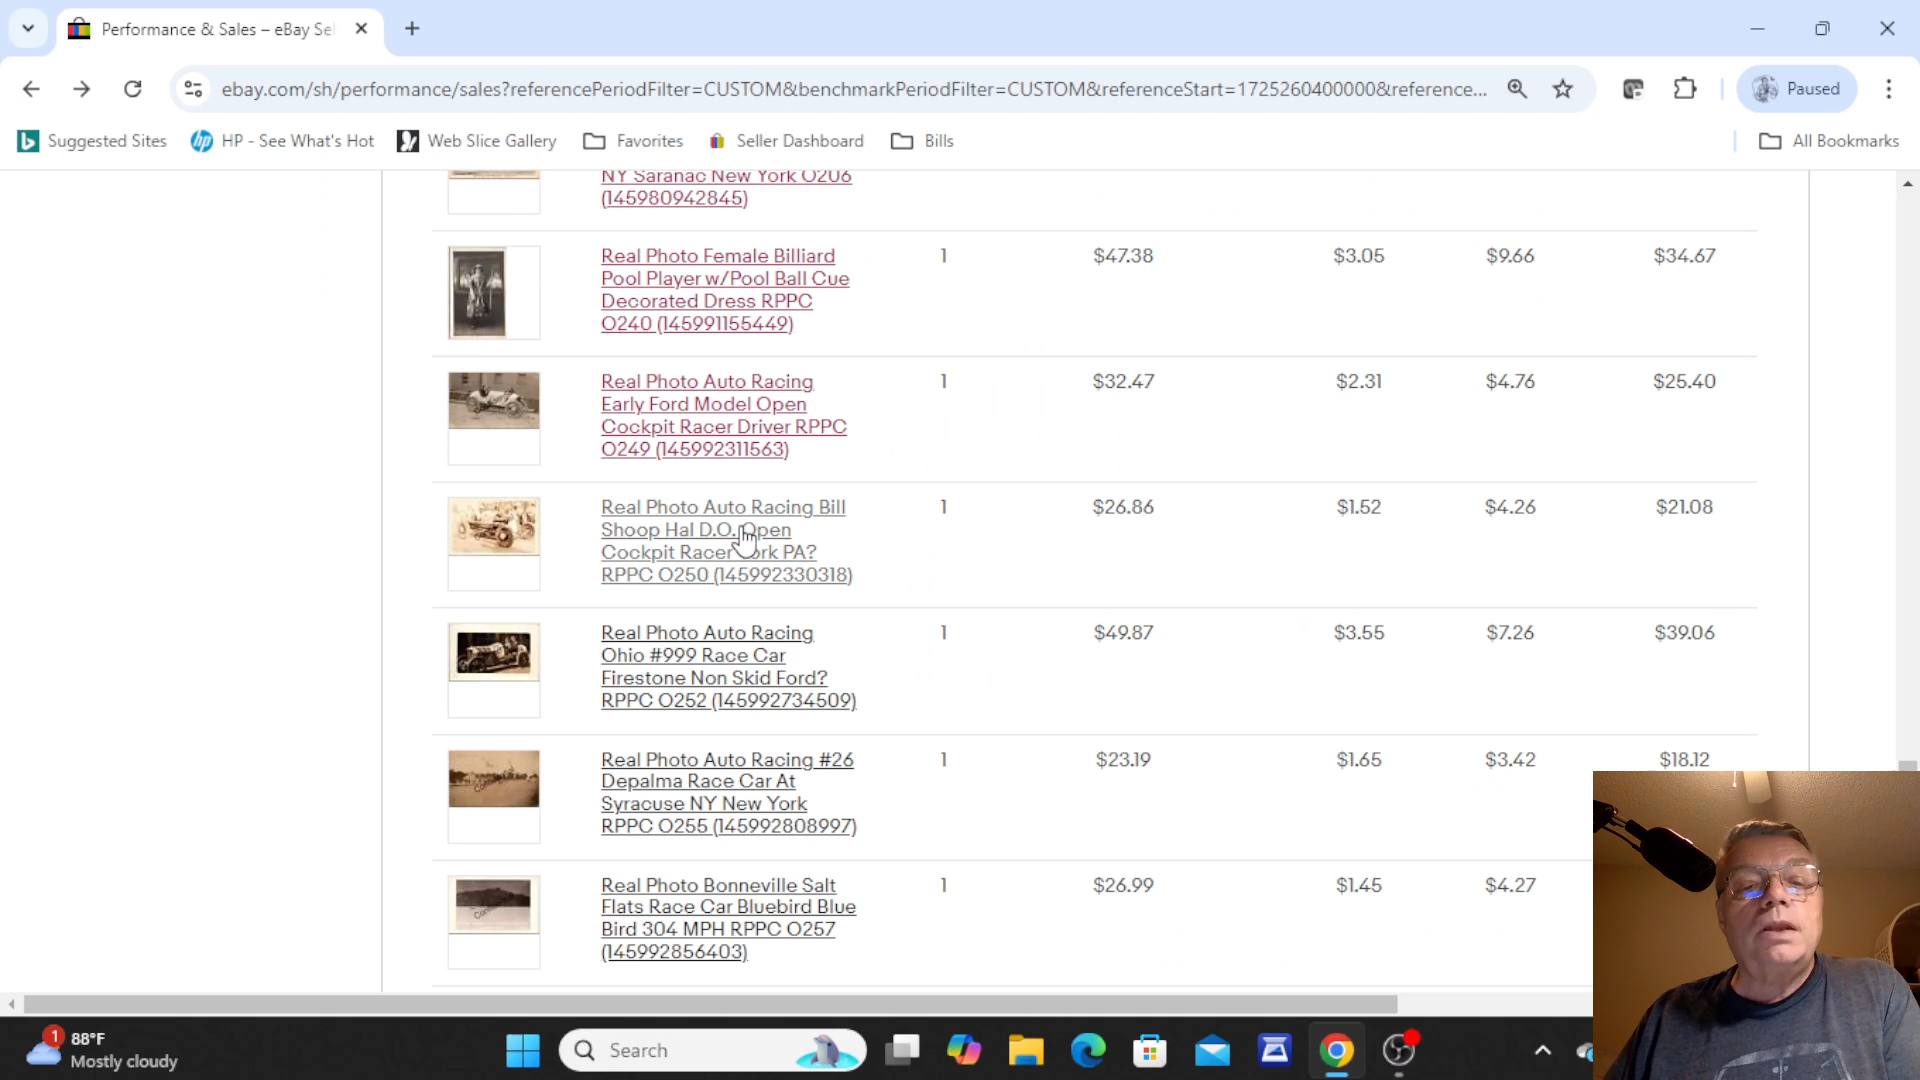 Performance & Sales – eBay Sel
ebay.com/sh/performance/sales?referencePeriodFilter=CUSTOM&benchmarkPeriodFilter=CUSTOM&referenceStart=1725260400000&reference...
Paused
Suggested Sites
HP - See What's Hot
Web Slice Gallery
Favorites
Seller Dashboard
Bills
All Bookmarks
NY Saranac New York O206
(145980942845)
Real Photo Female Billiard
Pool Player w/Pool Ball Cue
Decorated Dress RPPC
O240 (145991155449)
1 $47.38 $3.05 $9.66 $34.67
Real Photo Auto Racing
Early Ford Model Open
Cockpit Racer Driver RPPC
O249 (145992311563)
1 $32.47 $2.31 $4.76 $25.40
Real Photo Auto Racing Bill
Shoop Hal D.O. Open
Cockpit Racer York PA?
RPPC O250 (145992330318)
1 $26.86 $1.52 $4.26 $21.08
Real Photo Auto Racing
Ohio #999 Race Car
Firestone Non Skid Ford?
RPPC O252 (145992734509)
1 $49.87 $3.55 $7.26 $39.06
Real Photo Auto Racing #26
Depalma Race Car At
Syracuse NY New York
RPPC O255 (145992808997)
1 $23.19 $1.65 $3.42 $18.12
Real Photo Bonneville Salt
Flats Race Car Bluebird Blue
Bird 304 MPH RPPC O257
(145992856403)
1 $26.99 $1.45 $4.27
1
88°F
Mostly cloudy
Search